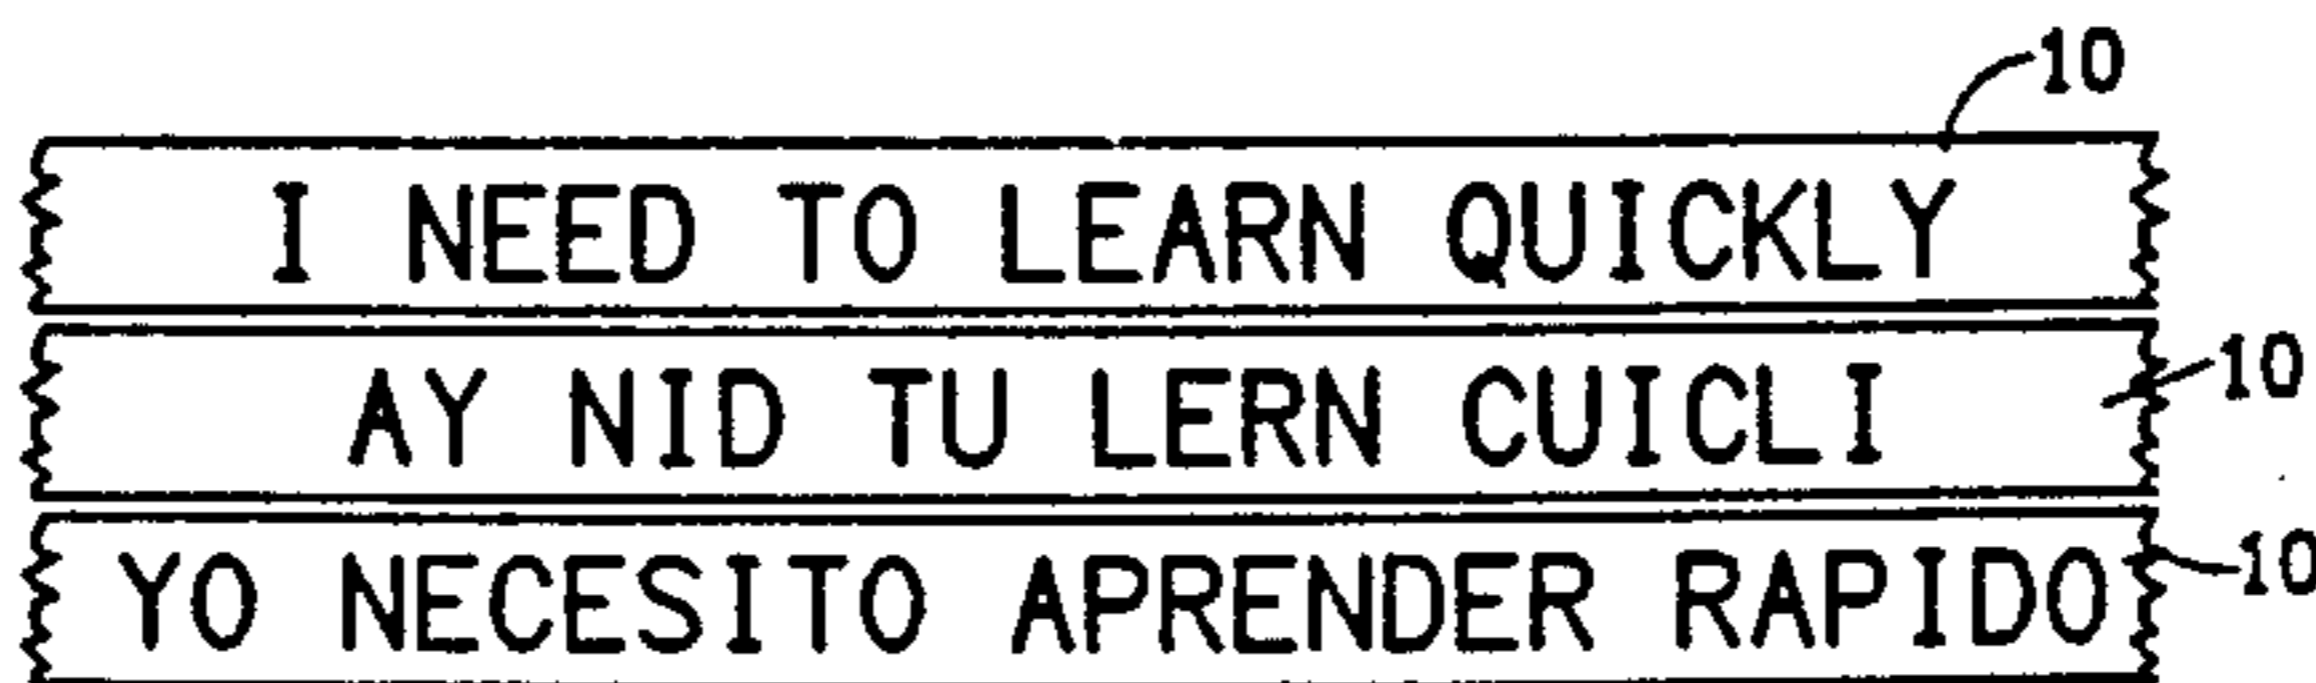 10
I NEED TO LEARN QUICKLY
AY NID TU LERN CUICLI 10
YO NECESITO APRENDER RAPIDO 10